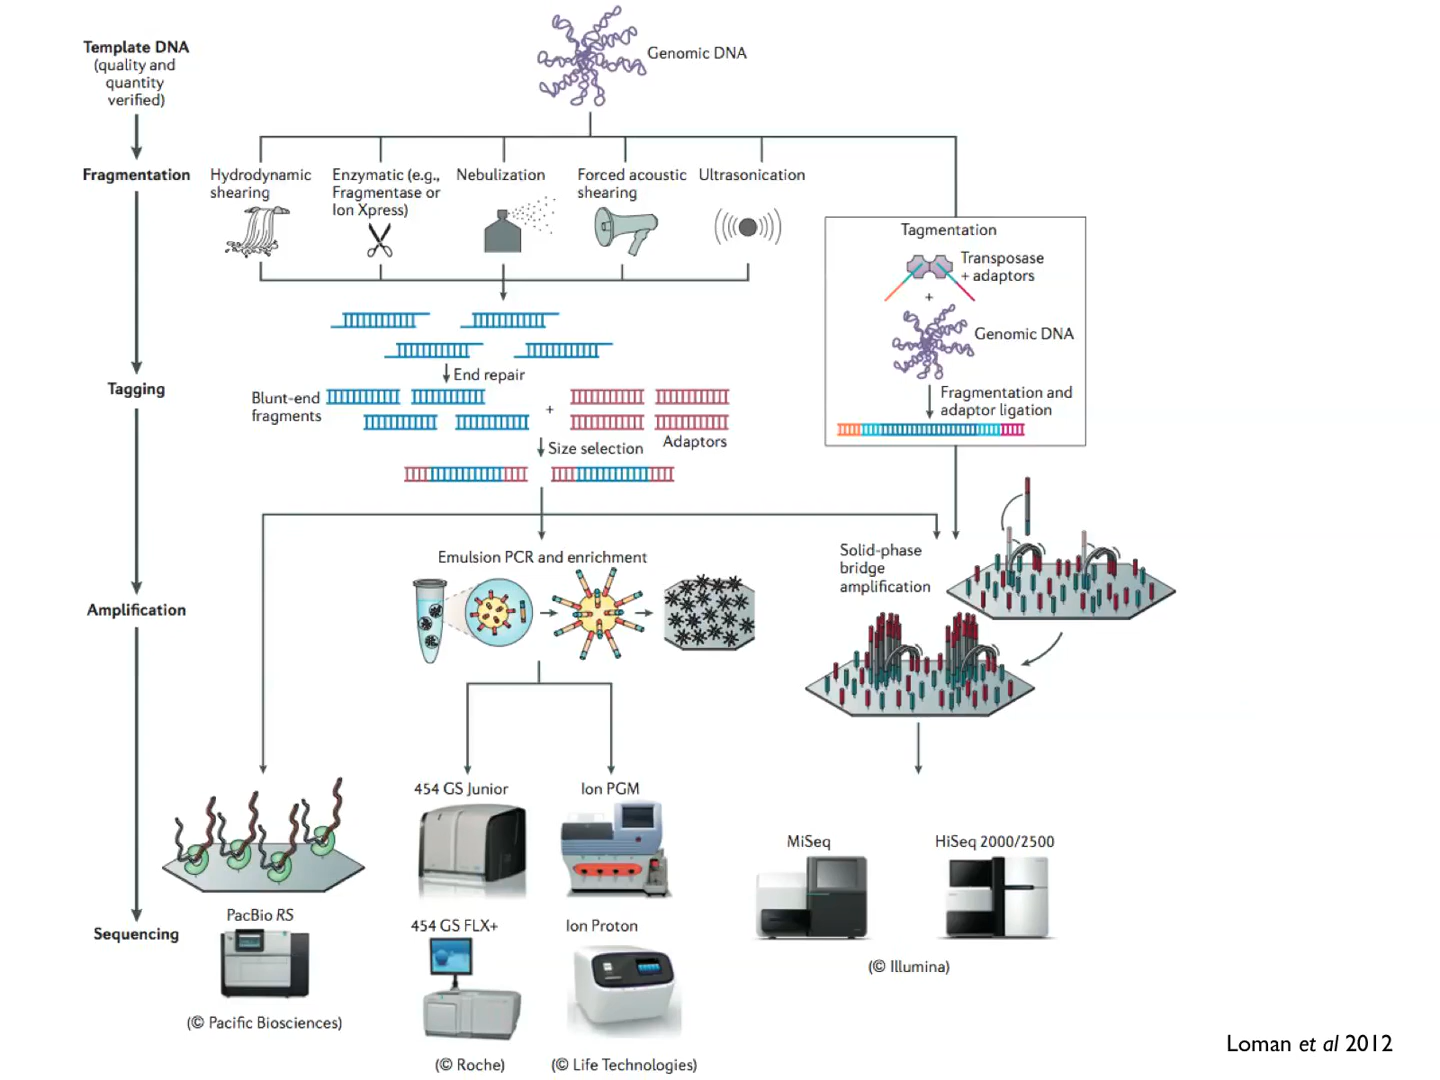 Template DNA
(quality and
quantity
verified)
Genomic DNA
Fragmentation
Hydrodynamic
shearing
Enzymatic (e.g.,
Fragmentase or
Ion Xpress)
Nebulization
Forced acoustic
shearing
Ultrasonication
Tagmentation
Transposase
+ adaptors
+
Genomic DNA
Fragmentation and
adaptor ligation
Tagging
End repair
Blunt-end
fragments
+
Adaptors
Size selection
Amplification
Emulsion PCR and enrichment
Solid-phase
bridge
amplification
Sequencing
PacBio RS
(© Pacific Biosciences)
454 GS Junior
454 GS FLX+
(© Roche)
Ion PGM
Ion Proton
(© Life Technologies)
MiSeq
HiSeq 2000/2500
(© Illumina)
Loman et al 2012